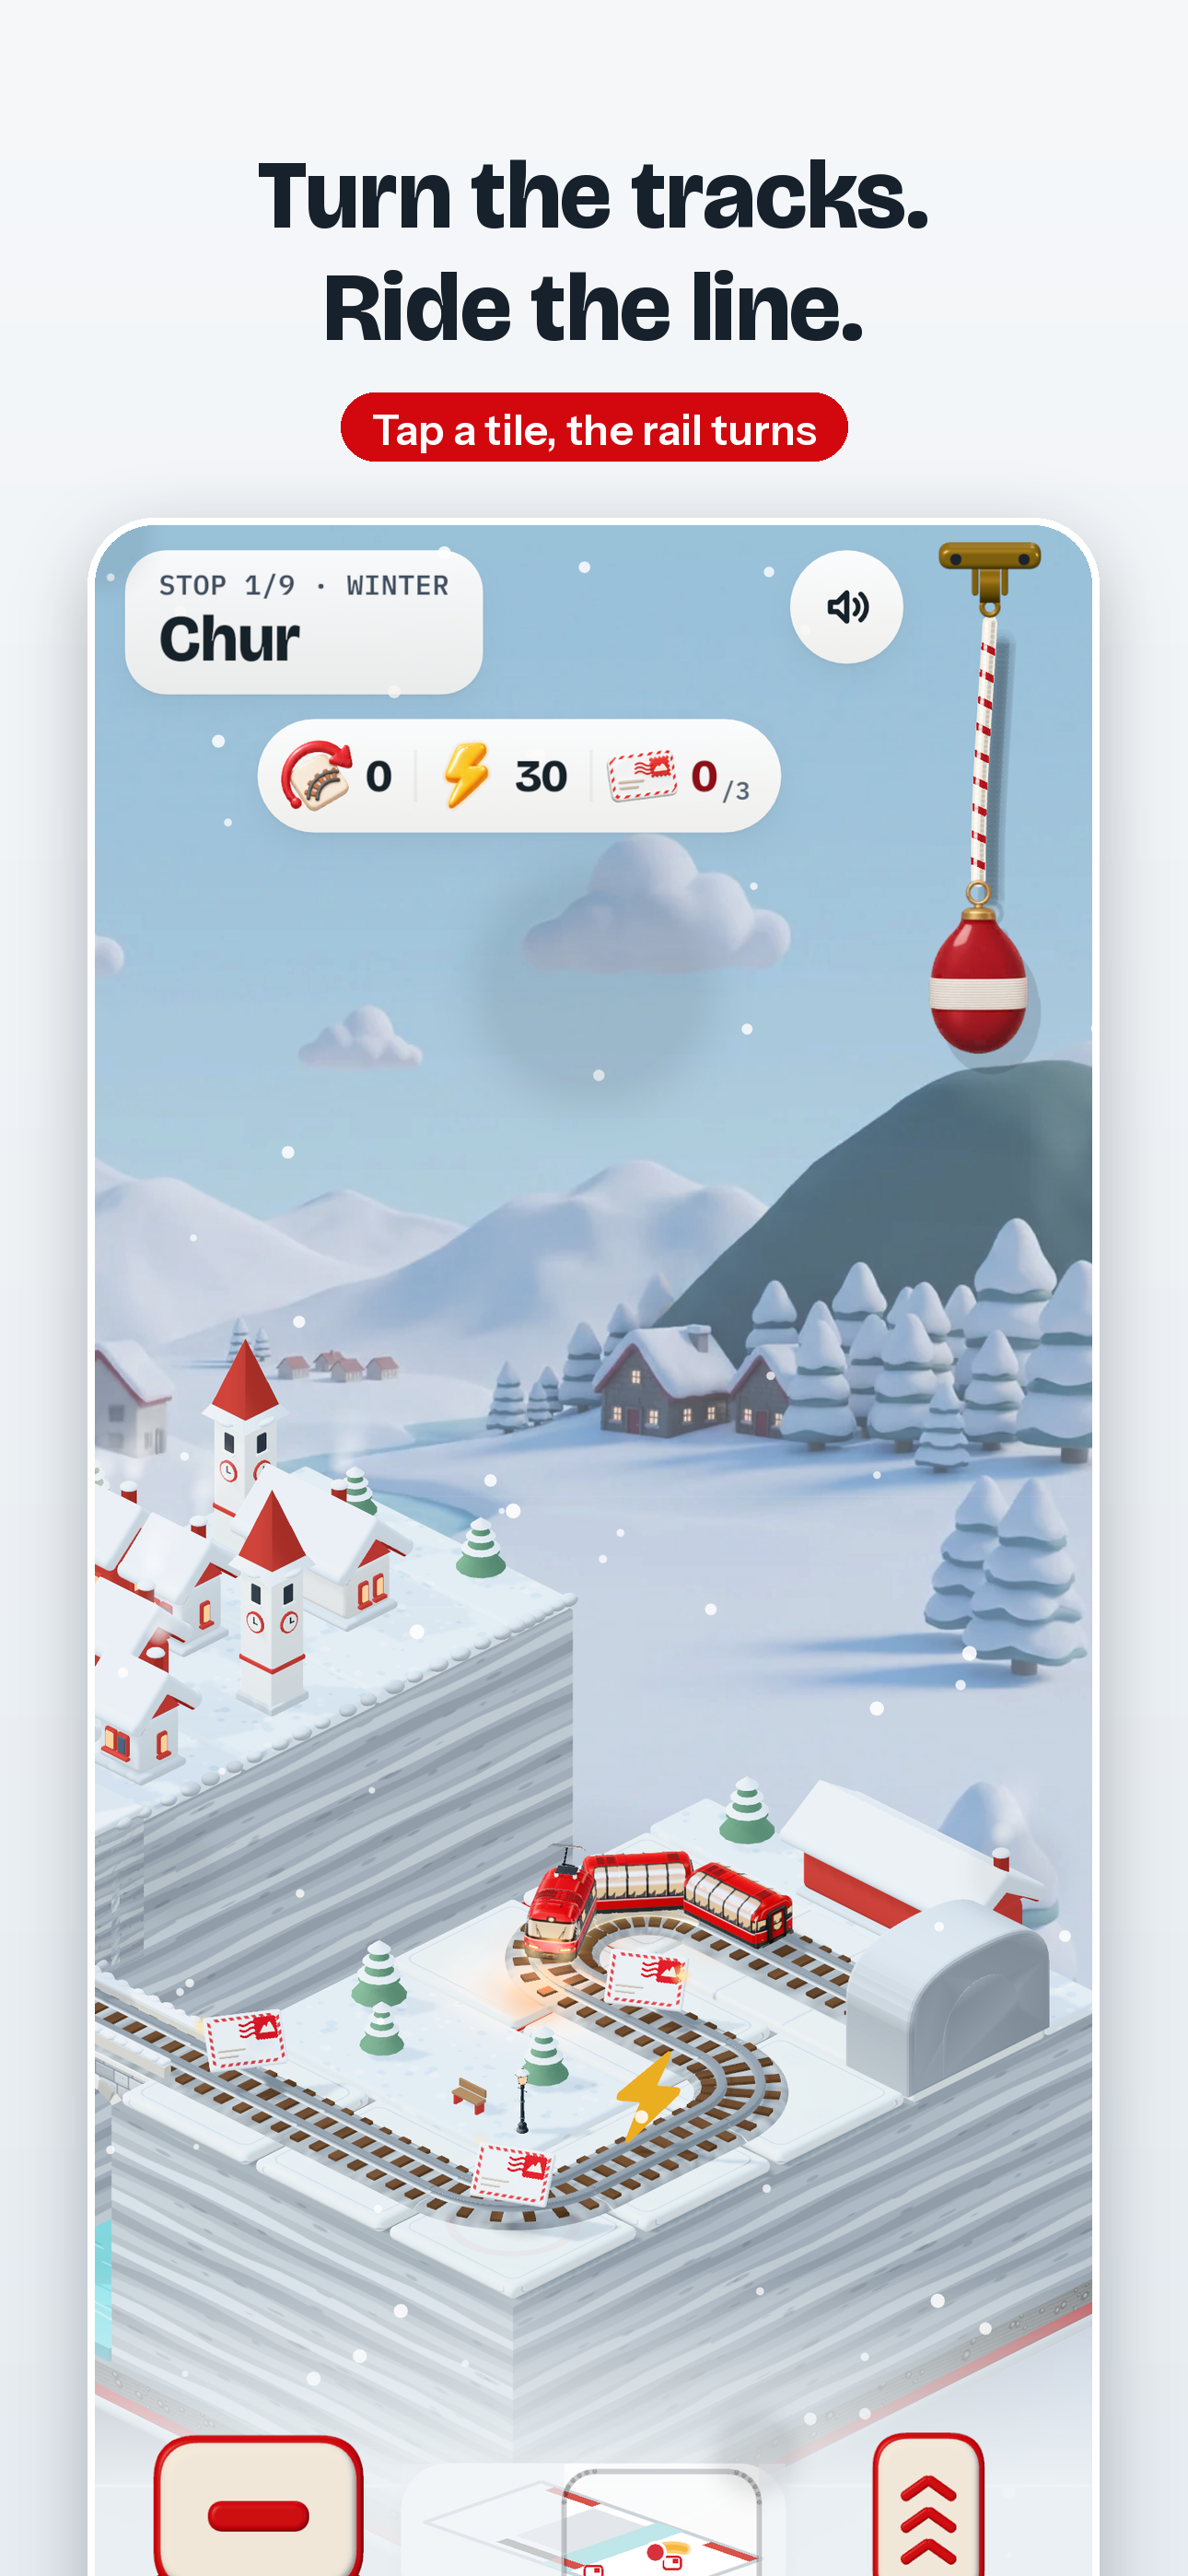 Turn the tracks.
Ride the line.
Tap a tile, the rail turns
STOP 1/9 · WINTER
Chur
0 30 0/3